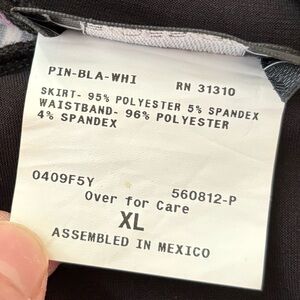 PIN-BLA-WHI RN 31310
SKIRT- 95% POLYESTER 5% SPANDEX
WAISTBAND- 96% POLYESTER
4% SPANDEX
0409F5Y 560812-P
Over for Care
XL
ASSEMBLED IN MEXICO